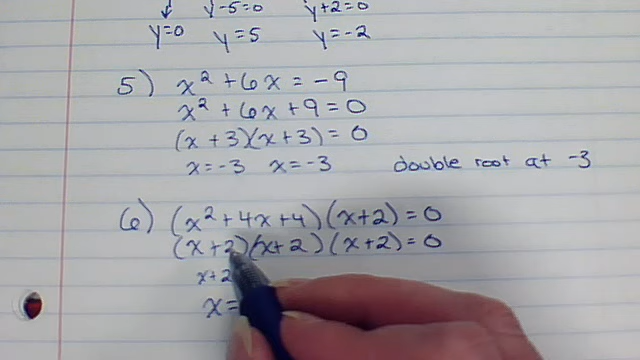 y-5=0 y+2=0
y=0 y=5 y=-2
5) x² + 6x = -9
x² + 6x + 9 = 0
(x + 3)(x + 3) = 0
x = -3 x = -3 double root at -3
6) (x² + 4x + 4)(x + 2) = 0
(x + 2)(x + 2)(x + 2) = 0
x + 2
x =